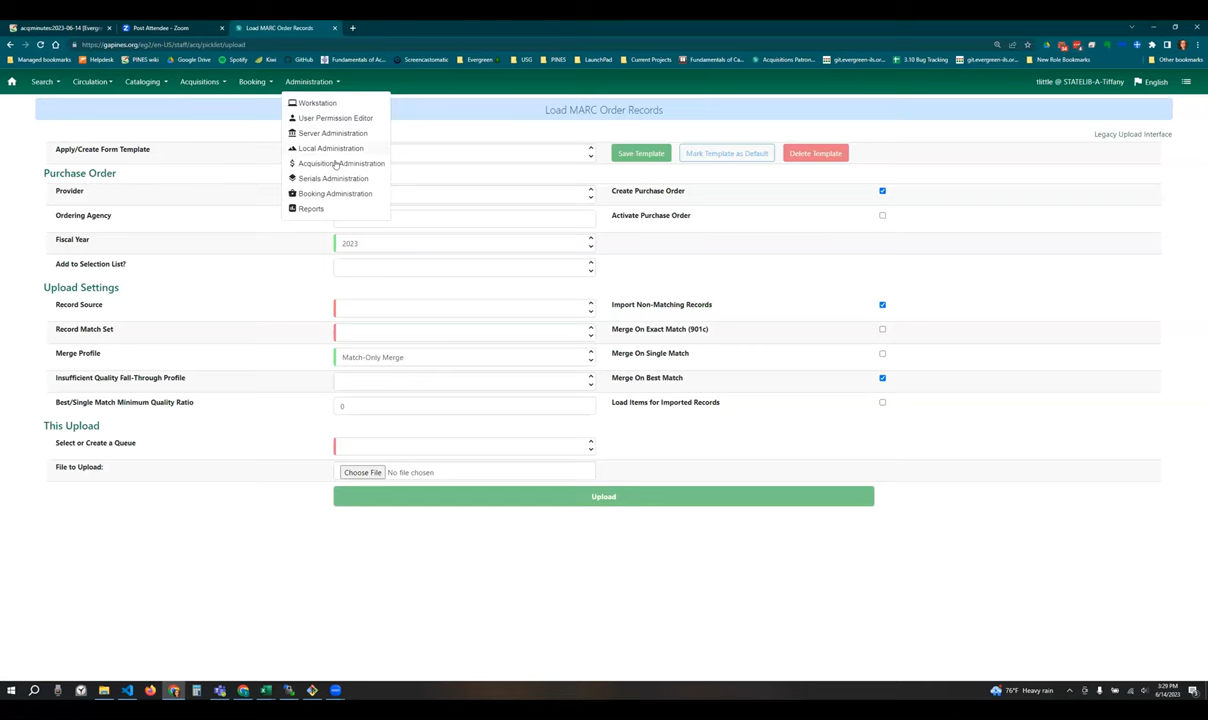 acq:minutes:2023-06-14 [Evergr
Post Attendee - Zoom
Load MARC Order Records
https://gapines.org/eg2/en-US/staff/acq/picklist/upload
Managed bookmarks
Helpdesk
PINES wiki
Google Drive
Spotify
Kiwi
GitHub
Fundamentals of Ac...
Screencastomatic
Evergreen
USG
PINES
LaunchPad
Current Projects
Fundamentals of Ca...
git.evergreen-ils.or...
3.10 Bug Tracking
Acquisitions Patron...
git.evergreen-ils.or...
New Role Bookmarks
Other bookmarks
Search
Circulation
Cataloging
Acquisitions
Booking
Administration
tlittle @ STATELIB-A-Tiffany
English
Workstation
User Permission Editor
Server Administration
Local Administration
Acquisitions Administration
Serials Administration
Booking Administration
Reports
Load MARC Order Records
Legacy Upload Interface
Apply/Create Form Template
Save Template
Mark Template as Default
Delete Template
Purchase Order
Provider
Create Purchase Order
Ordering Agency
Activate Purchase Order
Fiscal Year
2023
Add to Selection List?
Upload Settings
Record Source
Import Non-Matching Records
Record Match Set
Merge On Exact Match (901c)
Merge Profile
Match-Only Merge
Merge On Single Match
Insufficient Quality Fall-Through Profile
Merge On Best Match
Best/Single Match Minimum Quality Ratio
0
Load Items for Imported Records
This Upload
Select or Create a Queue
File to Upload:
Choose File
No file chosen
Upload
76°F Heavy rain
3:29 PM
6/14/2023